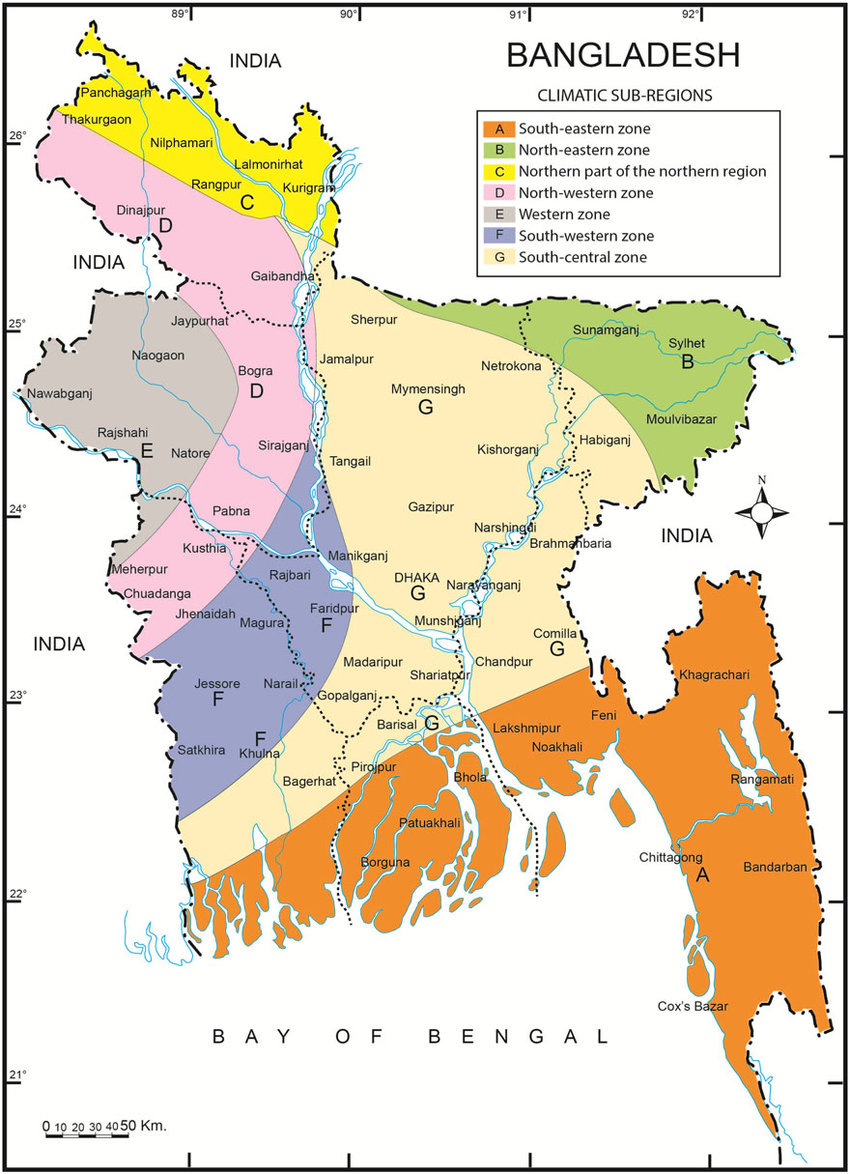 89°
90°
91°
92°
INDIA
BANGLADESH
CLIMATIC SUB-REGIONS
A South-eastern zone
B North-eastern zone
C Northern part of the northern region
D North-western zone
E Western zone
F South-western zone
G South-central zone
Panchagarh
Thakurgaon
26°
Nilphamari
Lalmonirhat
Rangpur
Kurigram
C
Dinajpur
D
INDIA
Gaibandha
25°
Jaypurhat
Sherpur
Sunamganj
Sylhet
B
Naogaon
Jamalpur
Netrokona
Bogra
D
Mymensingh
G
Nawabganj
Moulvibazar
Rajshahi
E
Natore
Sirajganj
Tangail
Kishorganj
Habiganj
24°
Pabna
Gazipur
Narshingdi
INDIA
N
Kusthia
Manikganj
Brahmanbaria
Meherpur
Rajbari
DHAKA
G
Narayanganj
Chuadanga
Jhenaidah
Magura
Faridpur
F
Munshiganj
Comilla
G
INDIA
Madaripur
Shariatpur
Chandpur
Khagrachari
23°
Jessore
F
Narail
Gopalganj
Barisal
G
Lakshmipur
Feni
Noakhali
Satkhira
F
Khulna
Bagerhat
Pirojpur
Bhola
Rangamati
Patuakhali
Borguna
Chittagong
A
Bandarban
22°
Cox's Bazar
BAY OF BENGAL
21°
0 10 20 30 40 50 Km.